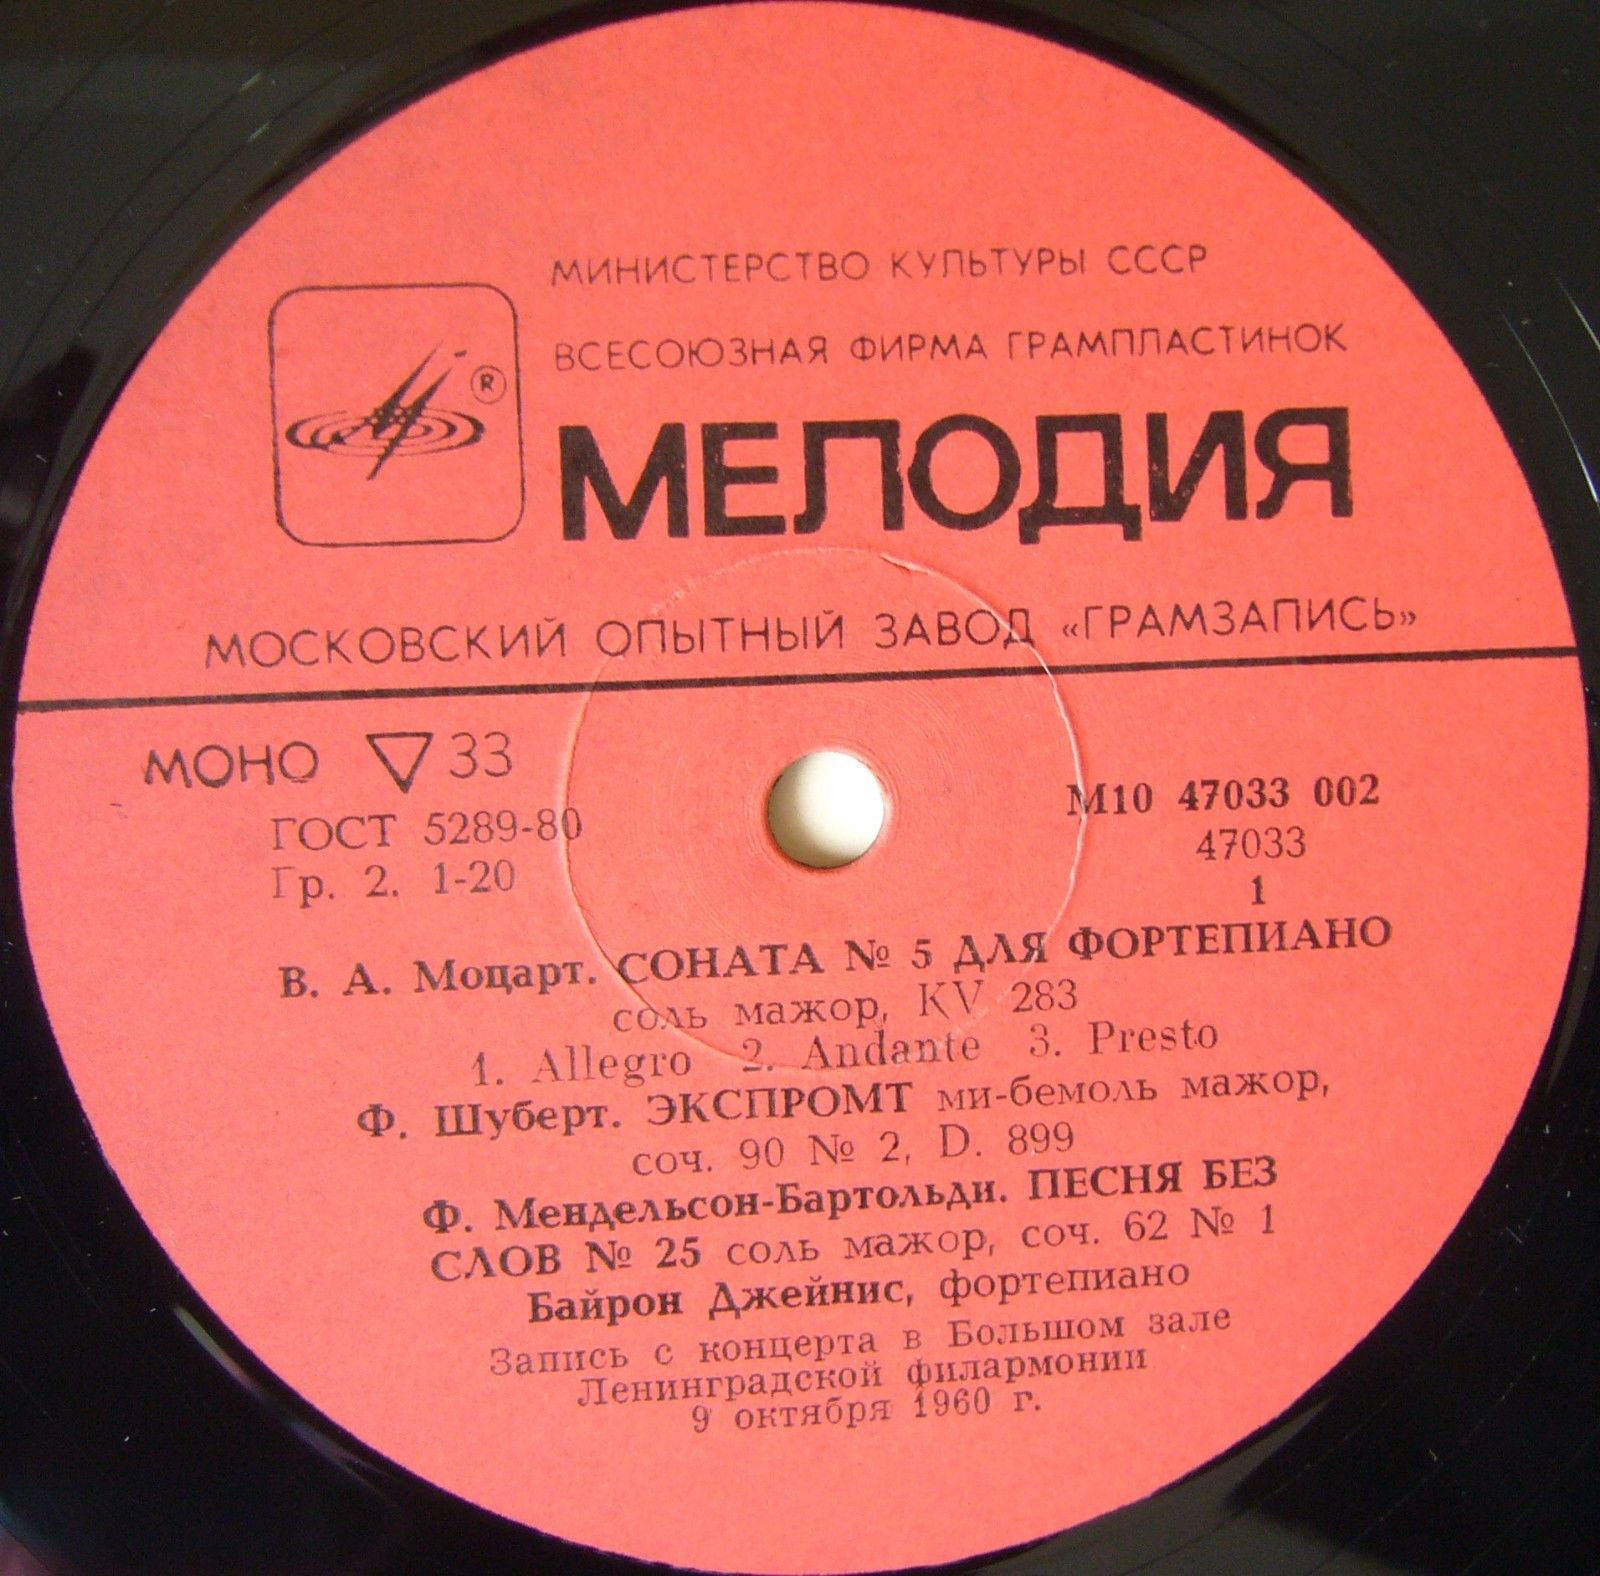 МИНИСТЕРСТВО КУЛЬТУРЫ СССР
ВСЕСОЮЗНАЯ ФИРМА ГРАМПЛАСТИНОК
®
МЕЛОДИЯ
МОСКОВСКИЙ ОПЫТНЫЙ ЗАВОД «ГРАМЗАПИСЬ»
МОНО ▽ 33
ГОСТ 5289-80
Гр. 2. 1-20
М10 47033 002
47033
1
В. А. Моцарт. СОНАТА № 5 ДЛЯ ФОРТЕПИАНО
соль мажор, KV 283
1. Allegro 2. Andante 3. Presto
Ф. Шуберт. ЭКСПРОМТ ми-бемоль мажор,
соч. 90 № 2, D. 899
Ф. Мендельсон-Бартольди. ПЕСНЯ БЕЗ
СЛОВ № 25 соль мажор, соч. 62 № 1
Байрон Джейнис, фортепиано
Запись с концерта в Большом зале
Ленинградской филармонии
9 октября 1960 г.